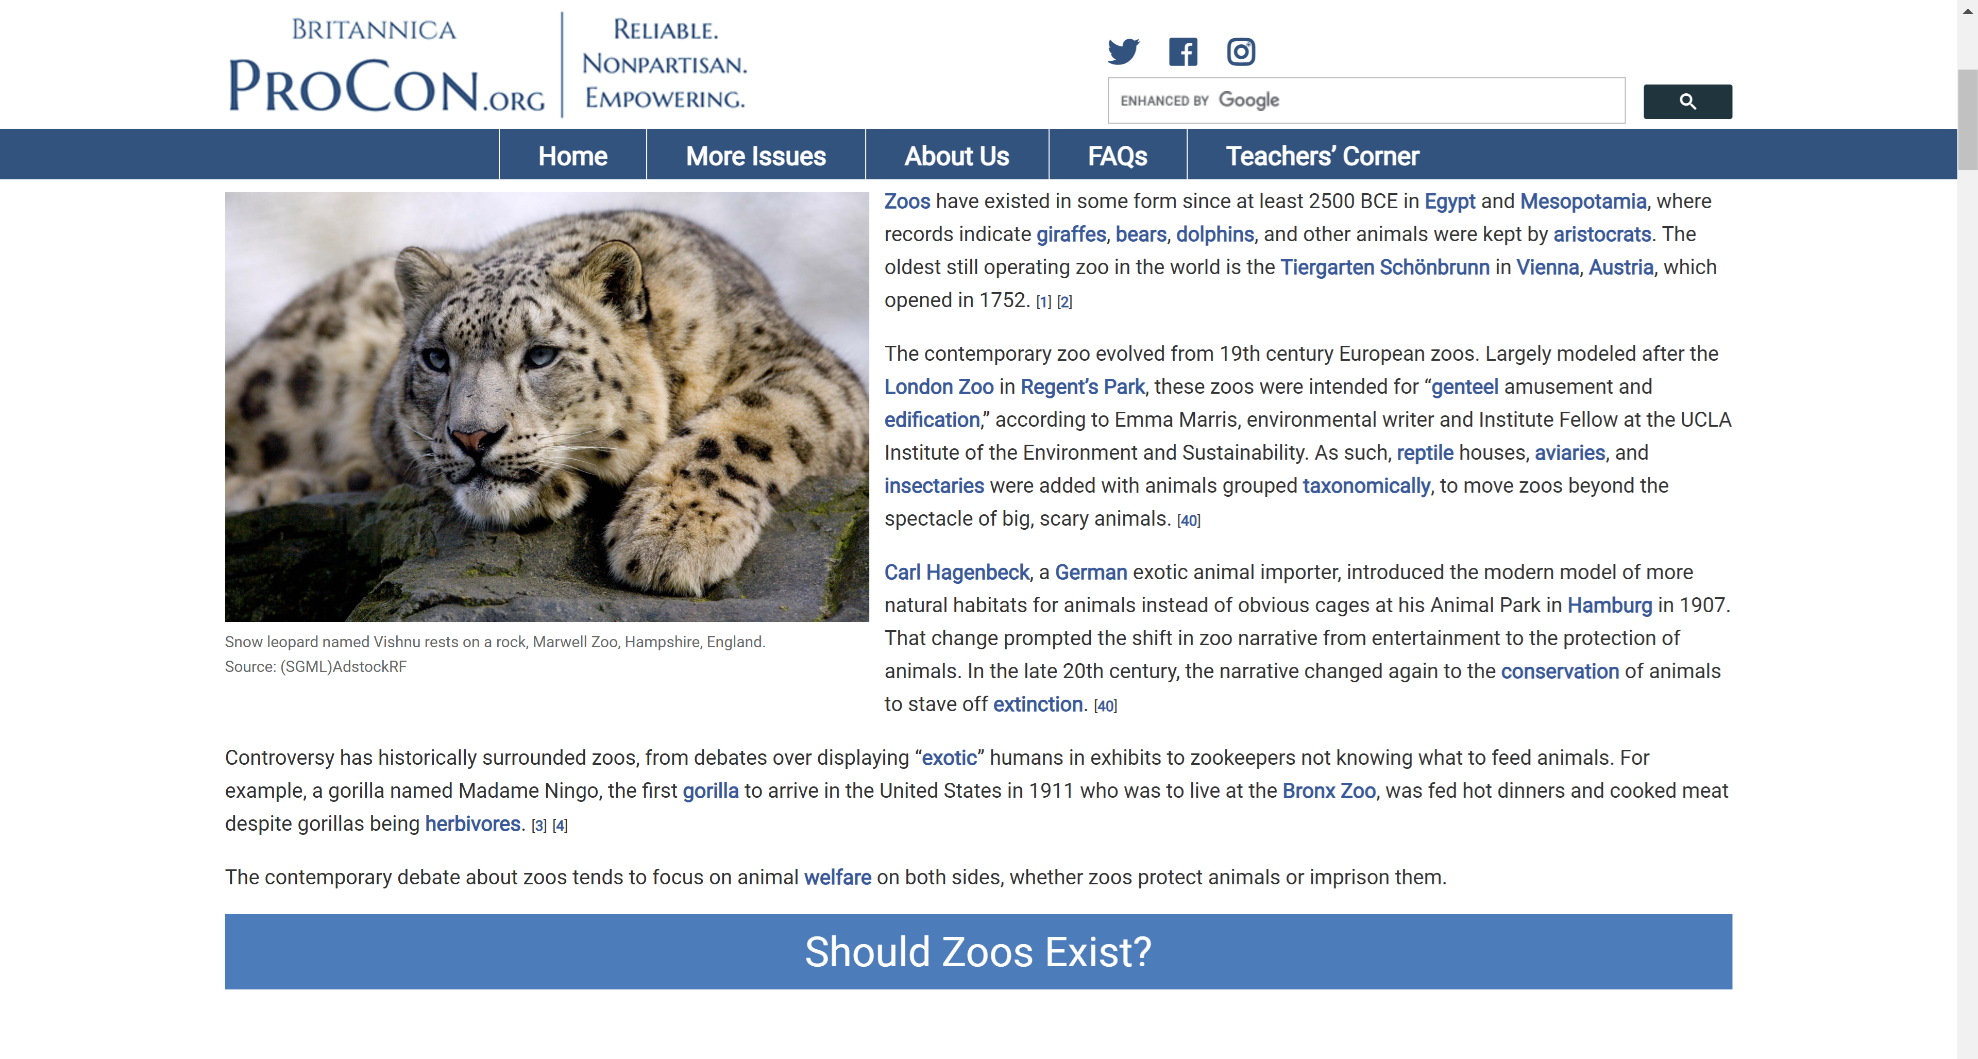 BRITANNICA
PROCON.ORG
RELIABLE.
NONPARTISAN.
EMPOWERING.
ENHANCED BY Google
Home
More Issues
About Us
FAQs
Teachers’ Corner
Zoos have existed in some form since at least 2500 BCE in Egypt and Mesopotamia, where
records indicate giraffes, bears, dolphins, and other animals were kept by aristocrats. The
oldest still operating zoo in the world is the Tiergarten Schönbrunn in Vienna, Austria, which
opened in 1752. [1] [2]
The contemporary zoo evolved from 19th century European zoos. Largely modeled after the
London Zoo in Regent’s Park, these zoos were intended for “genteel amusement and
edification,” according to Emma Marris, environmental writer and Institute Fellow at the UCLA
Institute of the Environment and Sustainability. As such, reptile houses, aviaries, and
insectaries were added with animals grouped taxonomically, to move zoos beyond the
spectacle of big, scary animals. [40]
Carl Hagenbeck, a German exotic animal importer, introduced the modern model of more
natural habitats for animals instead of obvious cages at his Animal Park in Hamburg in 1907.
That change prompted the shift in zoo narrative from entertainment to the protection of
animals. In the late 20th century, the narrative changed again to the conservation of animals
to stave off extinction. [40]
Snow leopard named Vishnu rests on a rock, Marwell Zoo, Hampshire, England.
Source: (SGML)AdstockRF
Controversy has historically surrounded zoos, from debates over displaying “exotic” humans in exhibits to zookeepers not knowing what to feed animals. For
example, a gorilla named Madame Ningo, the first gorilla to arrive in the United States in 1911 who was to live at the Bronx Zoo, was fed hot dinners and cooked meat
despite gorillas being herbivores. [3] [4]
The contemporary debate about zoos tends to focus on animal welfare on both sides, whether zoos protect animals or imprison them.
Should Zoos Exist?